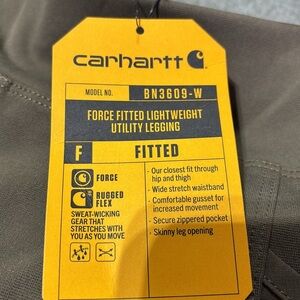 carhartt
MODEL NO. BN3609-W
FORCE FITTED LIGHTWEIGHT
UTILITY LEGGING
F FITTED
FORCE
RUGGED
FLEX
SWEAT-WICKING
GEAR THAT
STRETCHES WITH
YOU AS YOU MOVE
· Our closest fit through
hip and thigh
· Wide stretch waistband
· Comfortable gusset for
increased movement
· Secure zippered pocket
· Skinny leg opening